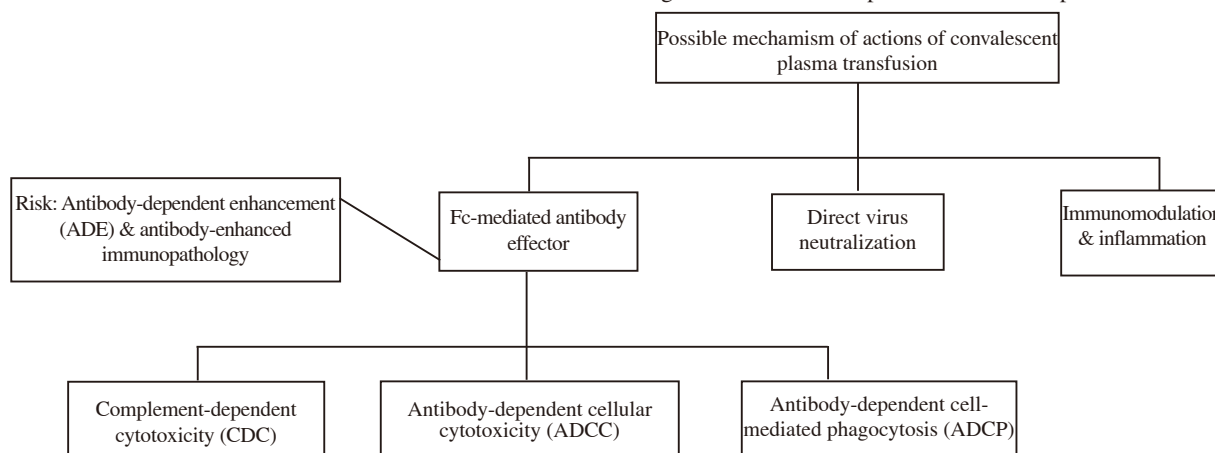 Possible mechamism of actions of convalescent
plasma transfusion
Risk: Antibody-dependent enhancement
(ADE) & antibody-enhanced
immunopathology
Fc-mediated antibody
effector
Direct virus
neutralization
Immunomodulation
& inflammation
Complement-dependent
cytotoxicity (CDC)
Antibody-dependent cellular
cytotoxicity (ADCC)
Antibody-dependent cell-
mediated phagocytosis (ADCP)